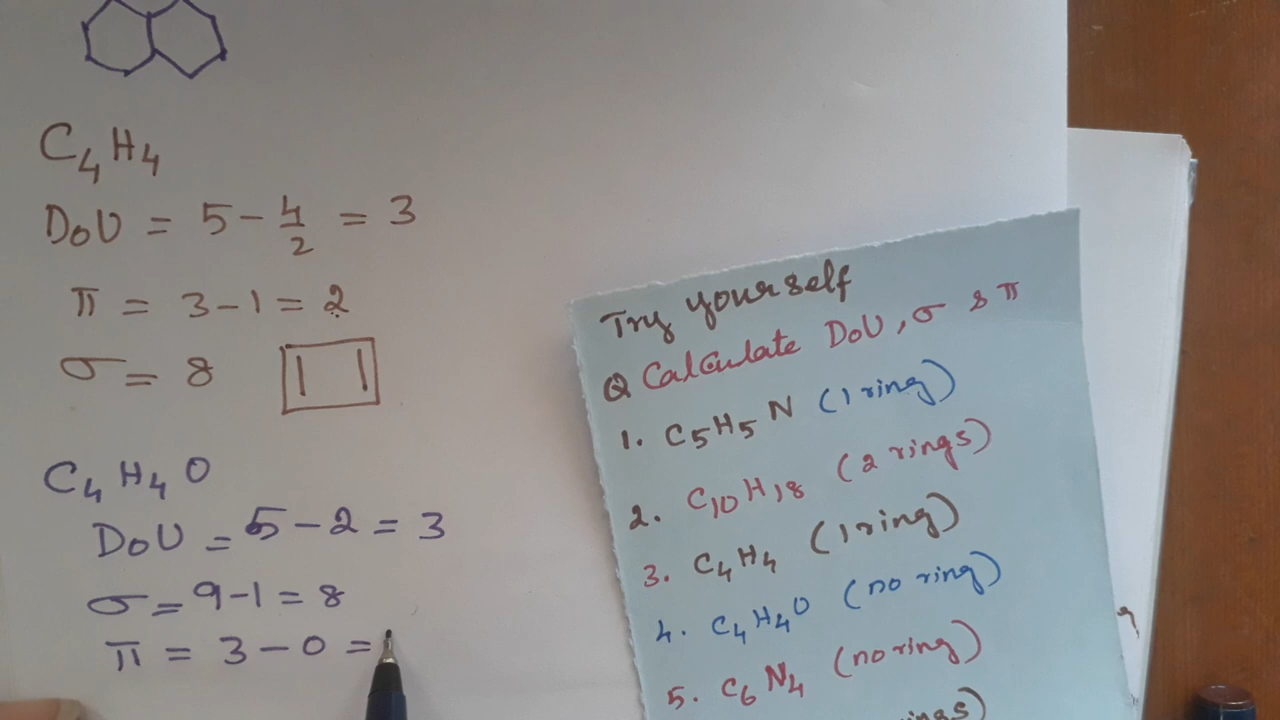 C₄H₄
DoU = 5 - 4/2 = 3
π = 3 - 1 = 2
σ = 8
C₄H₄O
DoU = 5 - 2 = 3
σ = 9 - 1 = 8
π = 3 - 0 =
Try yourself
Q Calculate DoU, σ & π
1. C₅H₅N (1 ring)
2. C₁₀H₁₈ (2 rings)
3. C₄H₄ (1 ring)
4. C₄H₄O (no ring)
5. C₆N₄ (no ring)